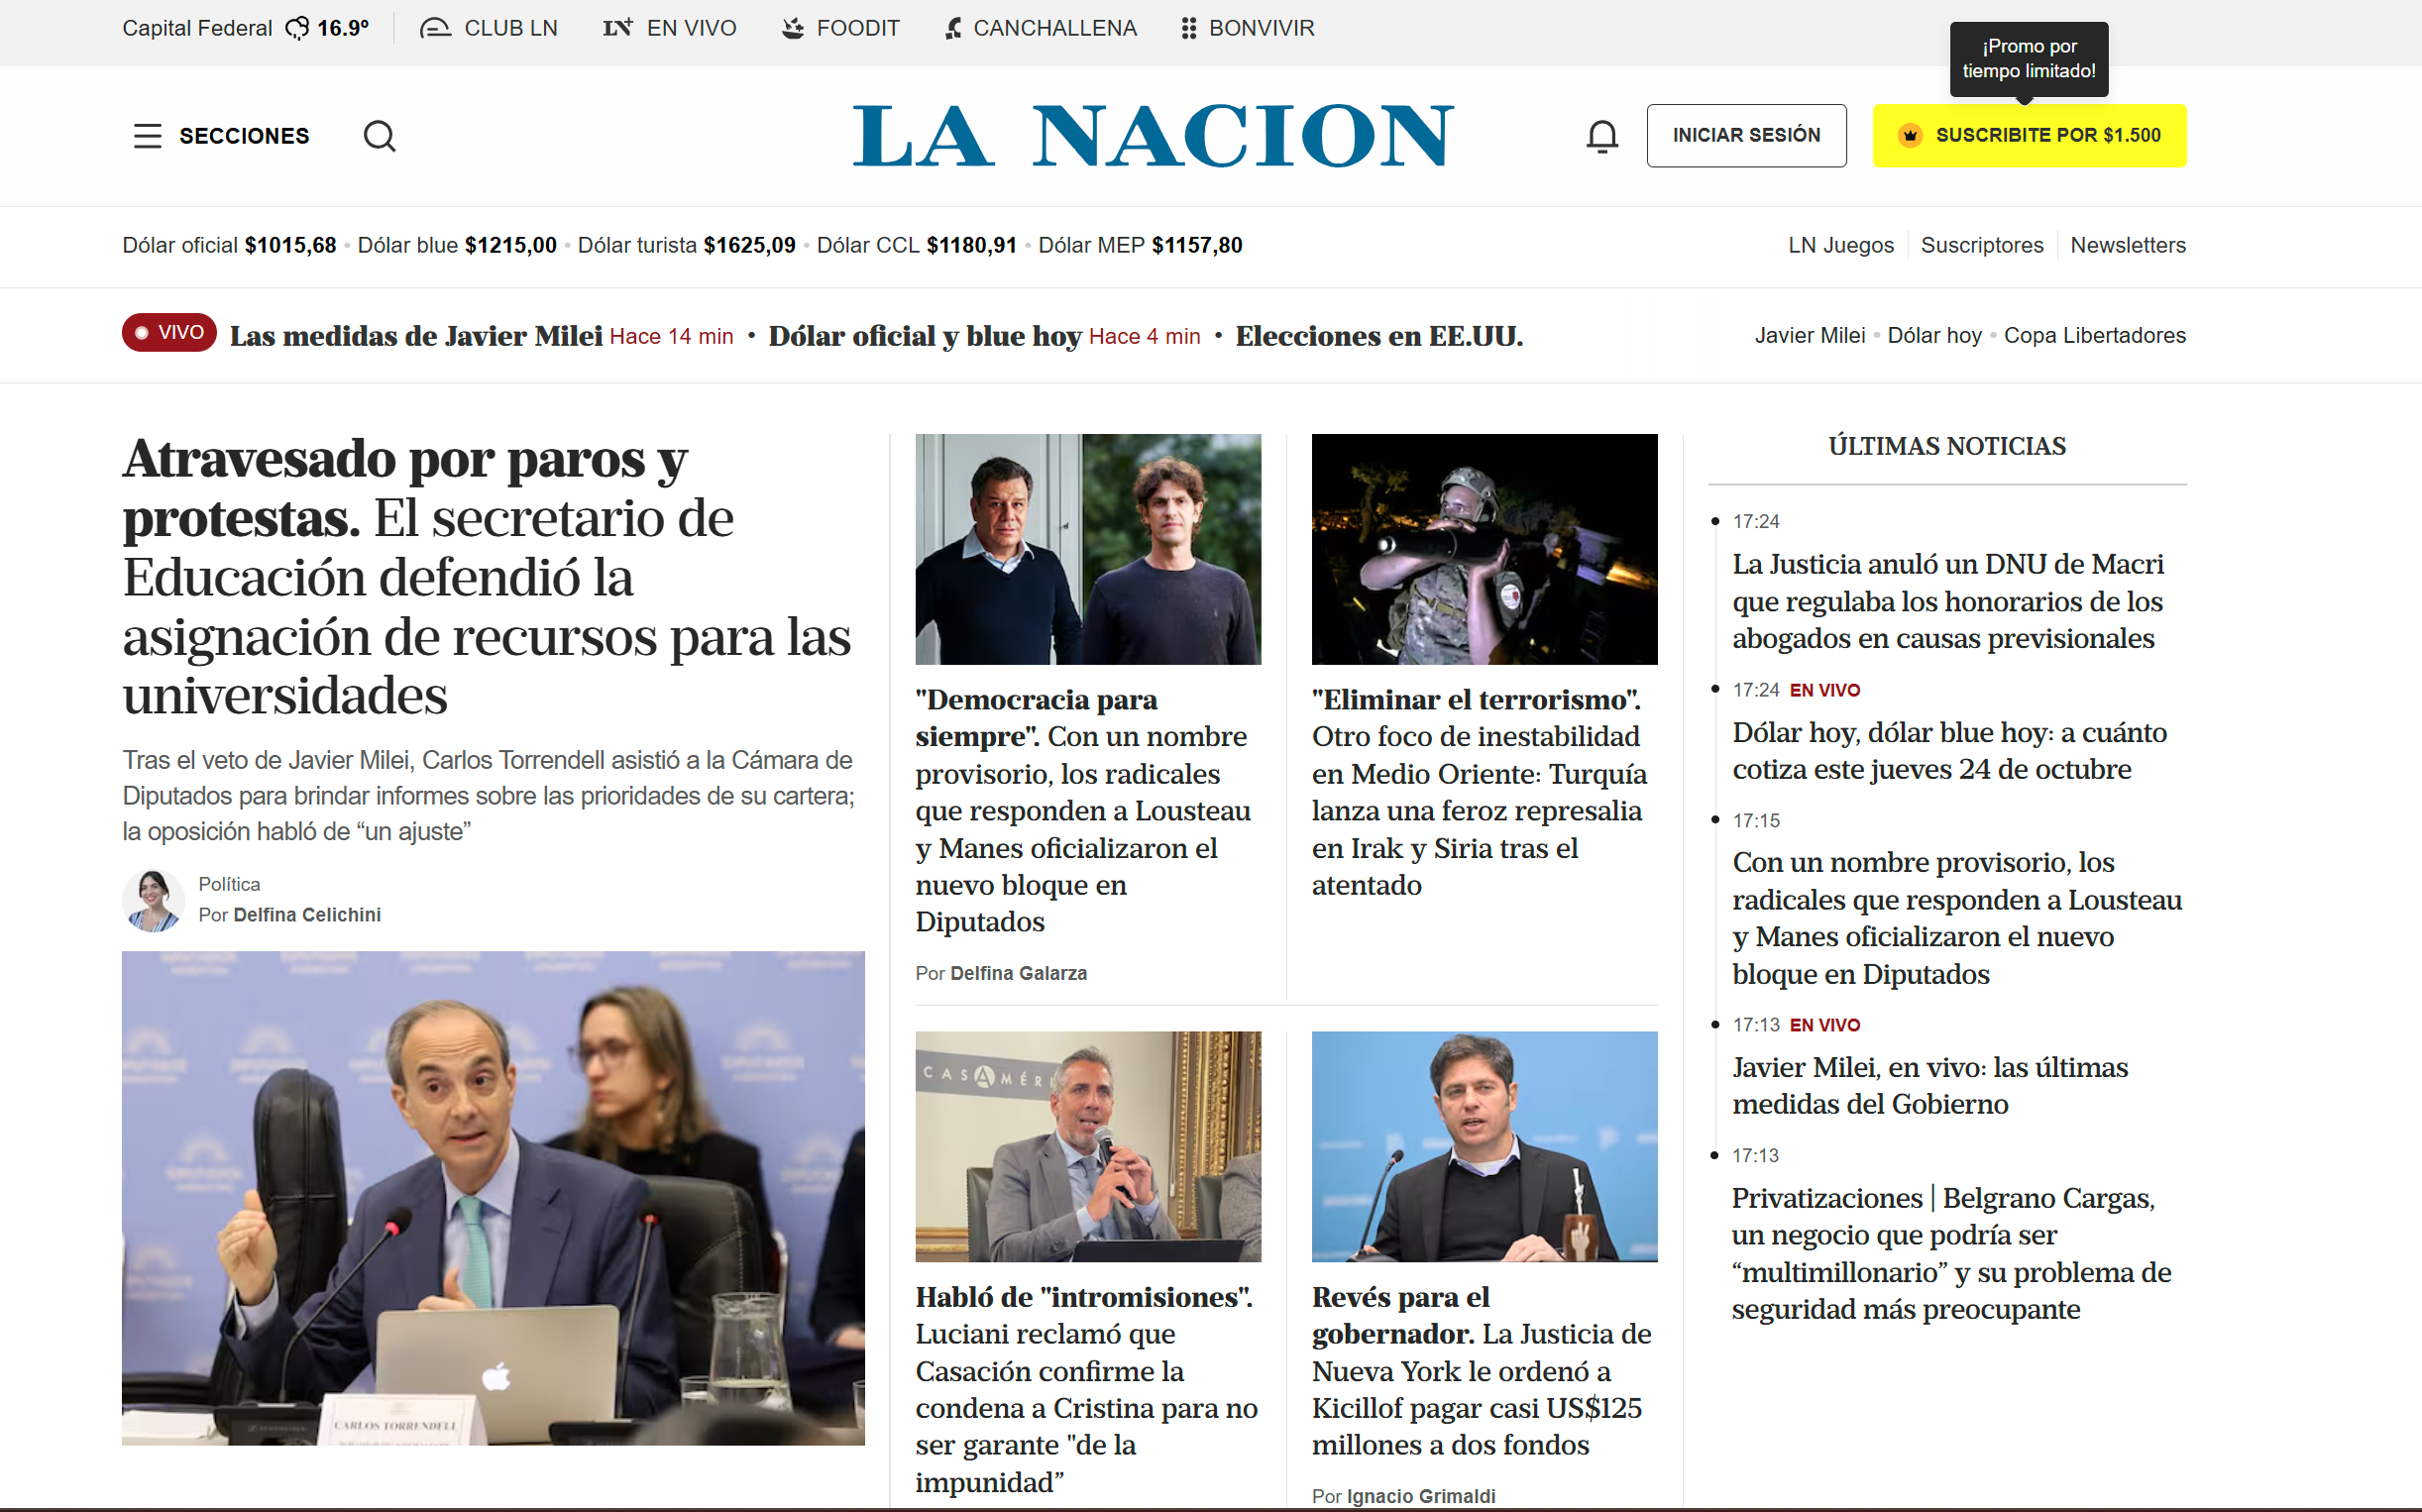 Capital Federal 16.9º CLUB LN LN+ EN VIVO FOODIT CANCHALLENA BONVIVIR
¡Promo por
tiempo limitado!
SECCIONES
LA NACION
INICIAR SESIÓN
SUSCRIBITE POR $1.500
Dólar oficial $1015,68 • Dólar blue $1215,00 • Dólar turista $1625,09 • Dólar CCL $1180,91 • Dólar MEP $1157,80
LN Juegos Suscriptores Newsletters
VIVO Las medidas de Javier Milei Hace 14 min • Dólar oficial y blue hoy Hace 4 min • Elecciones en EE.UU.
Javier Milei • Dólar hoy • Copa Libertadores
Atravesado por paros y
protestas. El secretario de
Educación defendió la
asignación de recursos para las
universidades
Tras el veto de Javier Milei, Carlos Torrendell asistió a la Cámara de
Diputados para brindar informes sobre las prioridades de su cartera;
la oposición habló de “un ajuste”
Política
Por Delfina Celichini
CARLOS TORRENDELL
"Democracia para
siempre". Con un nombre
provisorio, los radicales
que responden a Lousteau
y Manes oficializaron el
nuevo bloque en
Diputados
Por Delfina Galarza
"Eliminar el terrorismo".
Otro foco de inestabilidad
en Medio Oriente: Turquía
lanza una feroz represalia
en Irak y Siria tras el
atentado
CASAMÉRI
Habló de "intromisiones".
Luciani reclamó que
Casación confirme la
condena a Cristina para no
ser garante "de la
impunidad”
Revés para el
gobernador. La Justicia de
Nueva York le ordenó a
Kicillof pagar casi US$125
millones a dos fondos
Por Ignacio Grimaldi
ÚLTIMAS NOTICIAS
17:24
La Justicia anuló un DNU de Macri
que regulaba los honorarios de los
abogados en causas previsionales
17:24 EN VIVO
Dólar hoy, dólar blue hoy: a cuánto
cotiza este jueves 24 de octubre
17:15
Con un nombre provisorio, los
radicales que responden a Lousteau
y Manes oficializaron el nuevo
bloque en Diputados
17:13 EN VIVO
Javier Milei, en vivo: las últimas
medidas del Gobierno
17:13
Privatizaciones | Belgrano Cargas,
un negocio que podría ser
“multimillonario” y su problema de
seguridad más preocupante